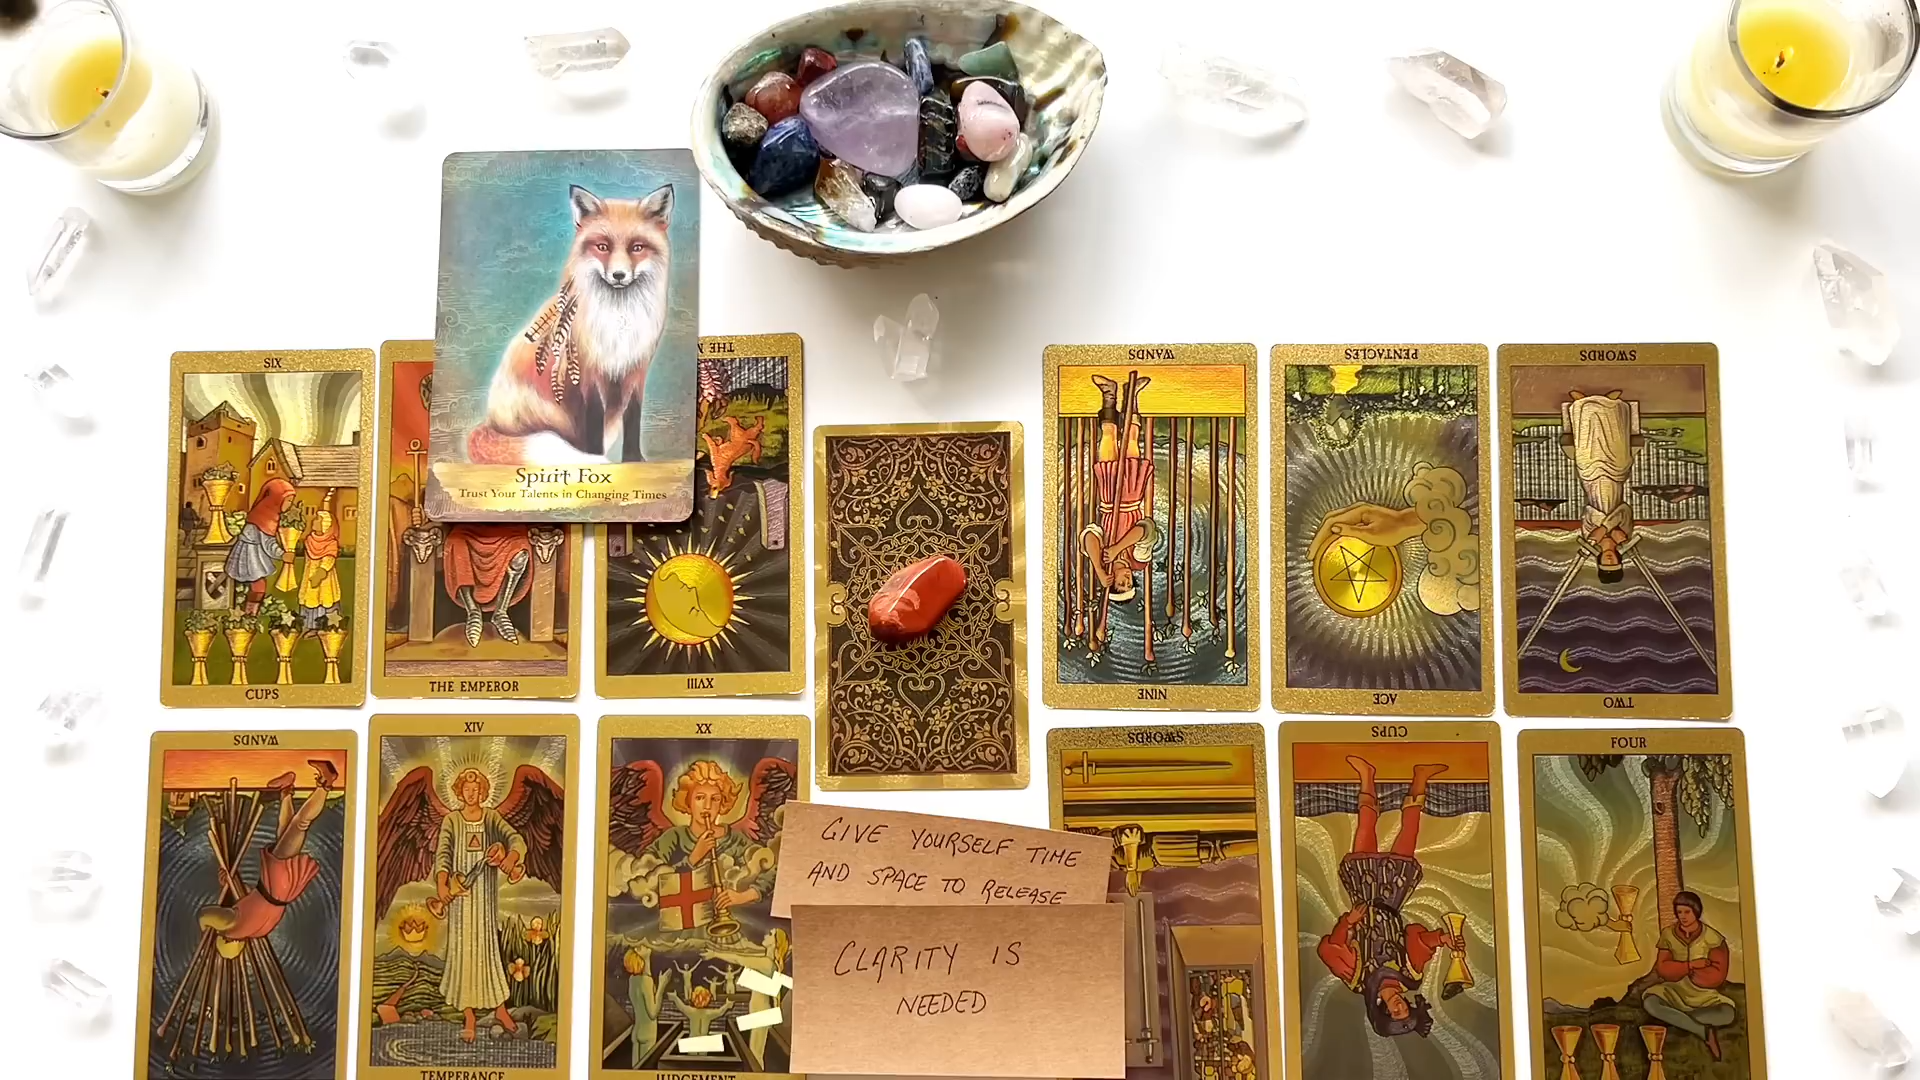 Spirit Fox
Trust Your Talents in Changing Times
SIX
CUPS
THE EMPEROR
THE
XVIII
WANDS
NINE
PENTACLES
ACE
SWORDS
TWO
WANDS
XIV
TEMPERANCE
XX
JUDGEMENT
GIVE YOURSELF TIME
AND SPACE TO RELEASE
CLARITY IS
NEEDED
SWORDS
CUPS
FOUR